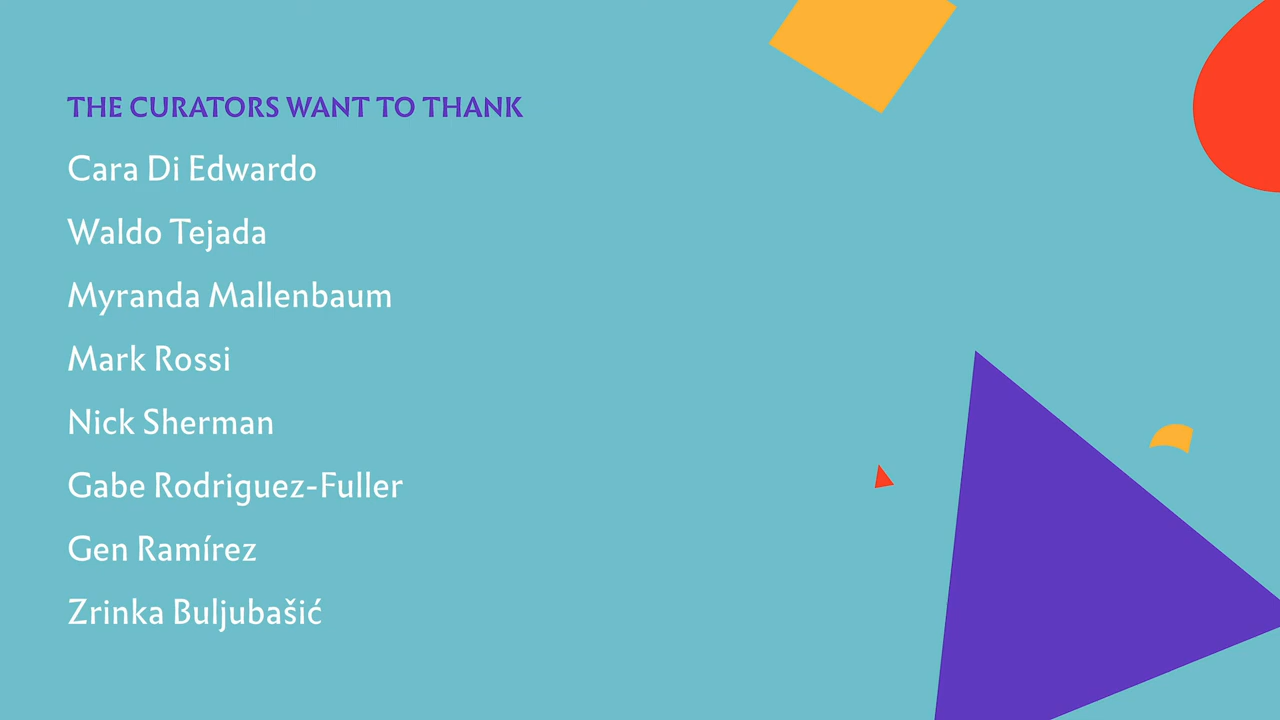 THE CURATORS WANT TO THANK
Cara Di Edwardo
Waldo Tejada
Myranda Mallenbaum
Mark Rossi
Nick Sherman
Gabe Rodriguez-Fuller
Gen Ramírez
Zrinka Buljubašić